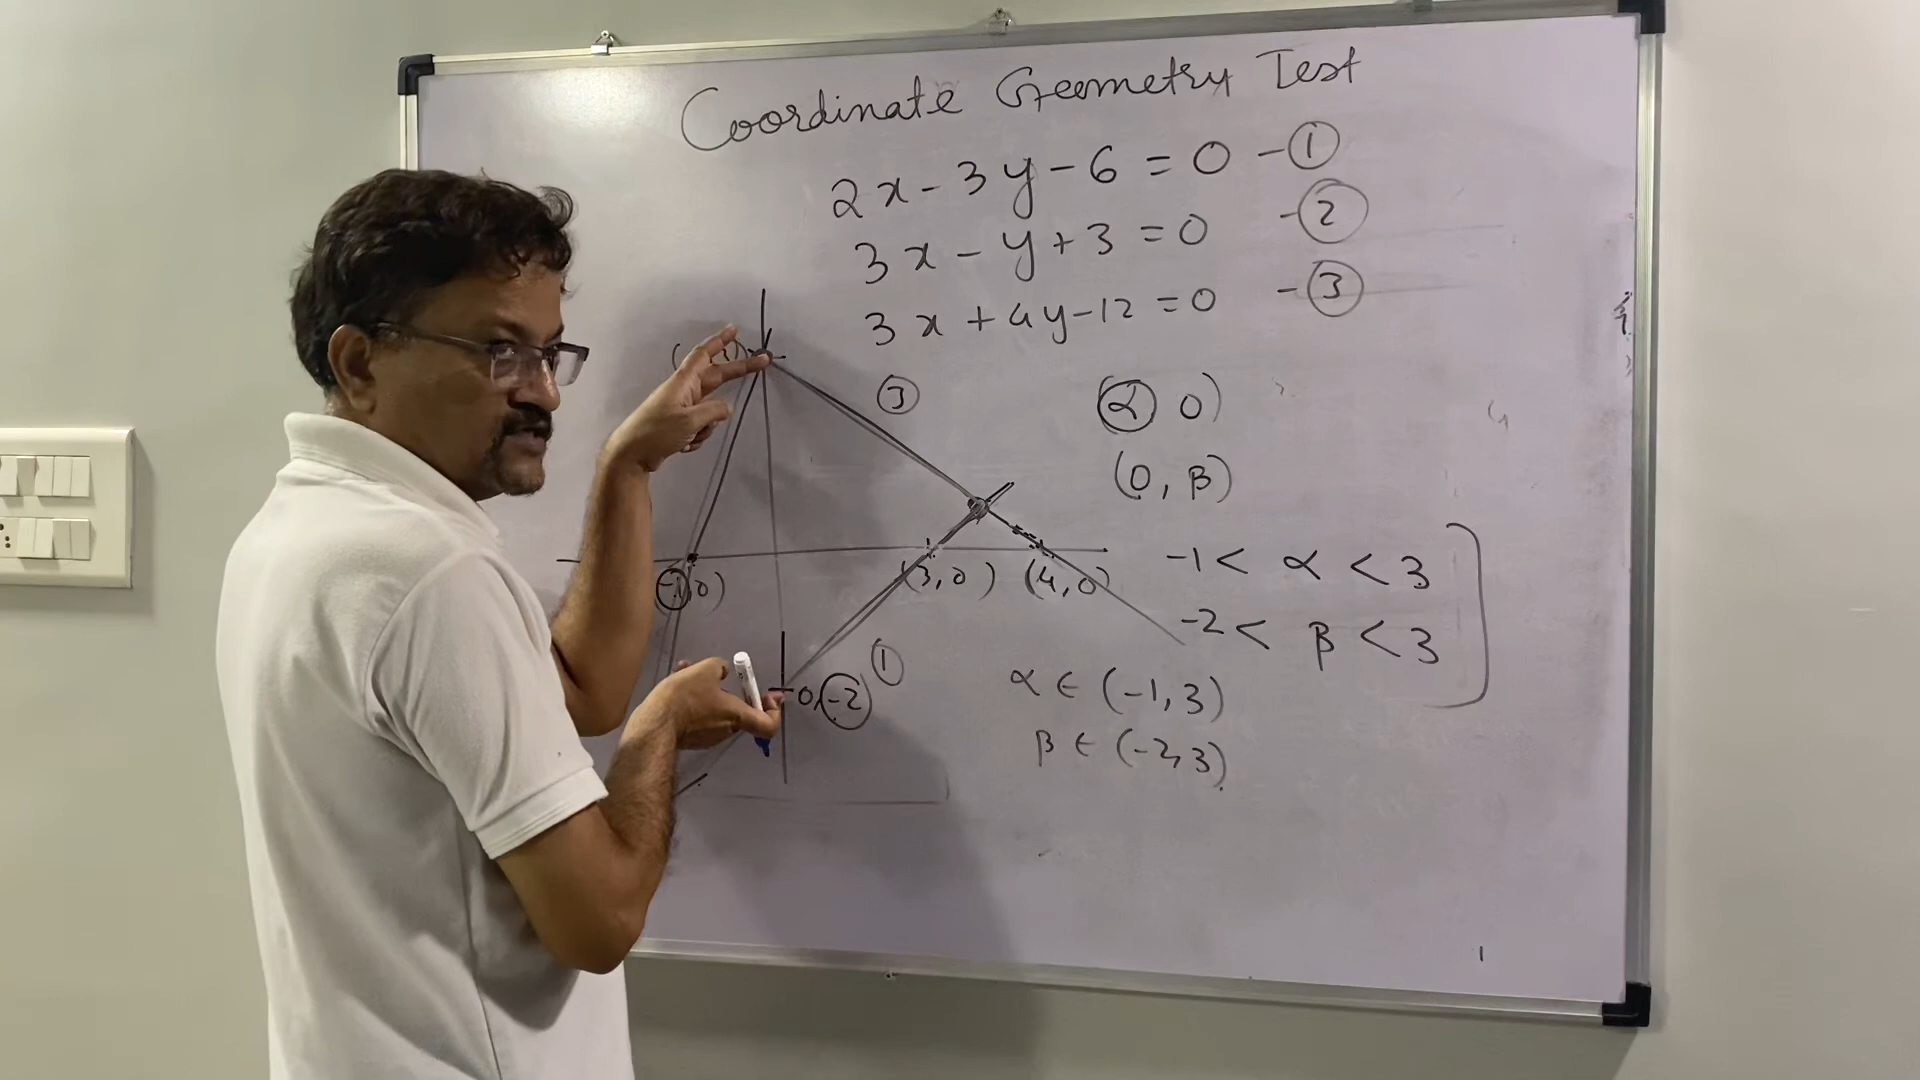 Coordinate Geometry Test
2x - 3y - 6 = 0 - ①
3x - y + 3 = 0 - ②
3x + 4y - 12 = 0 - ③
③
(α 0)
(0, β)
(-1, 0)
(3, 0)
(4, 0)
-1 < α < 3
-2 < β < 3
①
0, -2)
α ∈ (-1, 3)
β ∈ (-2, 3)